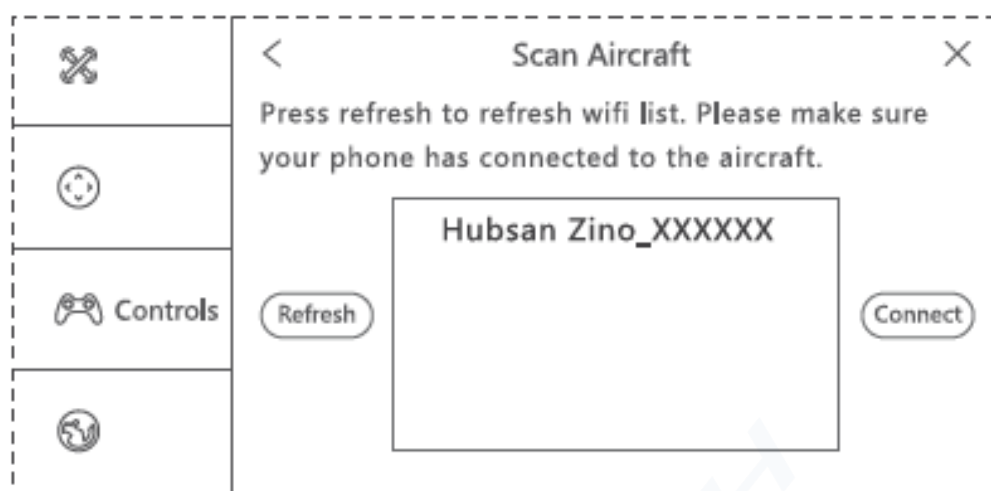 Scan Aircraft
Press refresh to refresh wifi list. Please make sure
your phone has connected to the aircraft.
Hubsan Zino_XXXXXX
Controls
Refresh
Connect